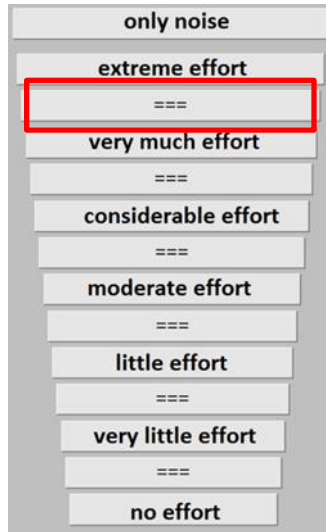 only noise
extreme effort
===
very much effort
===
considerable effort
===
moderate effort
===
little effort
===
very little effort
===
no effort